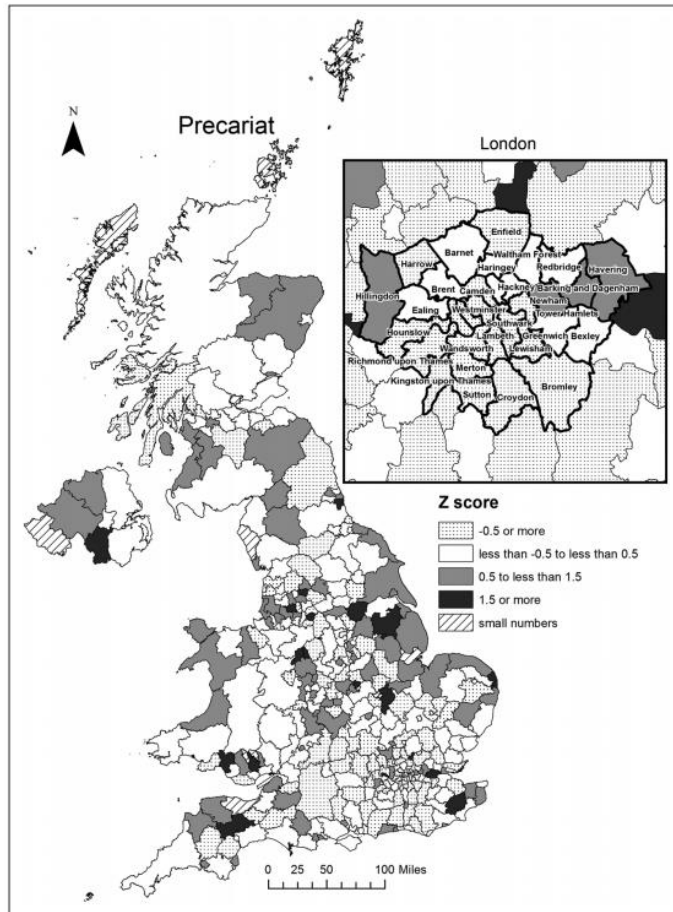 N
Precariat
London
Enfield
Barnet
Harrow
Waltham Forest
Haringey
Redbridge
Havering
Hillingdon
Brent
Camden
Hackney
Barking and Dagenham
Newham
Ealing
Westminster
Tower Hamlets
Southwark
Hounslow
Lambeth
Greenwich
Bexley
Wandsworth
Lewisham
Richmond upon Thames
Merton
Kingston upon Thames
Bromley
Sutton
Croydon
Z score
-0.5 or more
less than -0.5 to less than 0.5
0.5 to less than 1.5
1.5 or more
small numbers
0 25 50 100 Miles